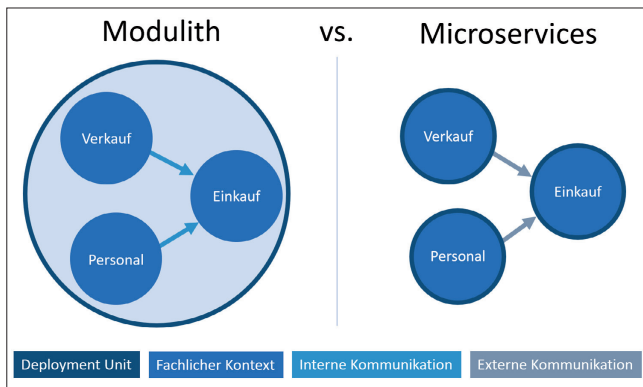 Modulith vs. Microservices
Verkauf
Einkauf
Personal
Verkauf
Einkauf
Personal
Deployment Unit Fachlicher Kontext Interne Kommunikation Externe Kommunikation